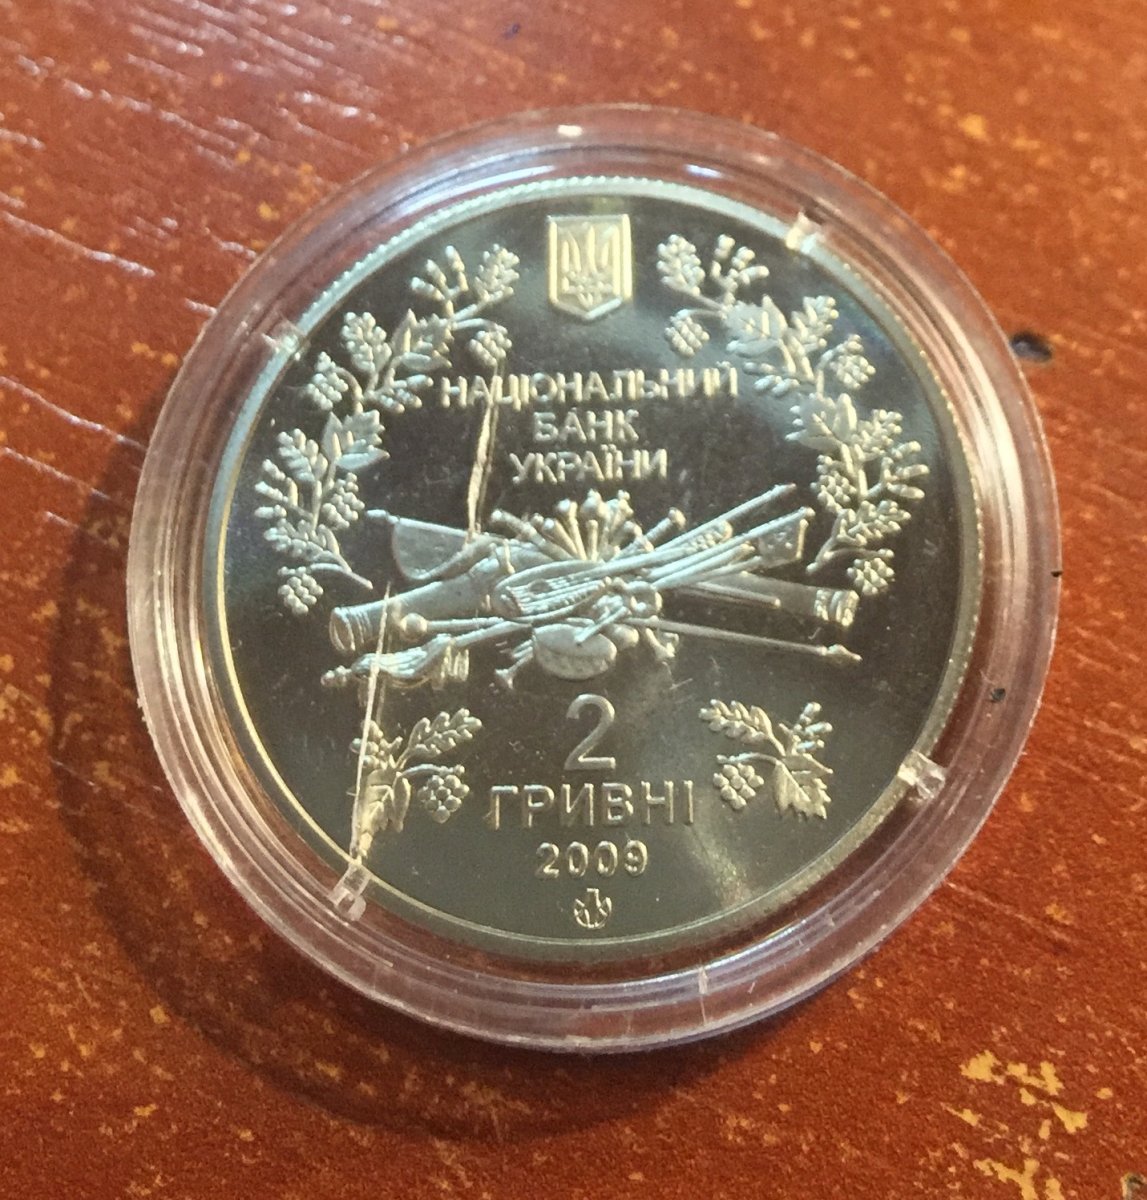 НАЦІОНАЛЬНИЙ
БАНК
УКРАЇНИ
2
ГРИВНІ
2009